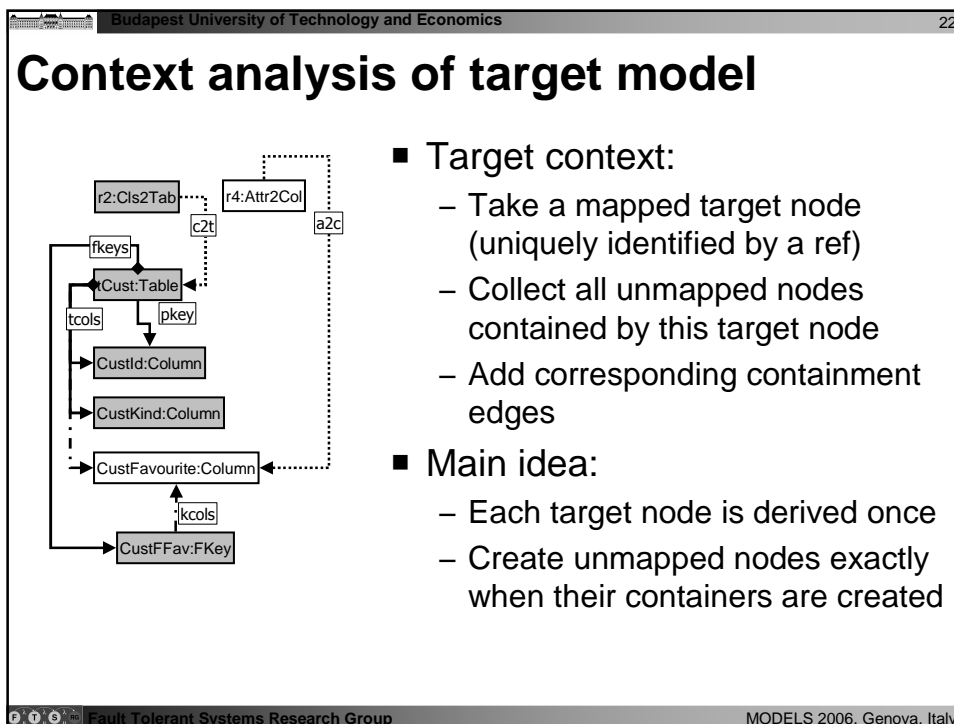 Budapest University of Technology and Economics
22
Context analysis of target model
r2:Cls2Tab
r4:Attr2Col
c2t
a2c
fkeys
tCust:Table
tcols
pkey
CustId:Column
CustKind:Column
CustFavourite:Column
kcols
CustFFav:FKey
■ Target context:
– Take a mapped target node
(uniquely identified by a ref)
– Collect all unmapped nodes
contained by this target node
– Add corresponding containment
edges
■ Main idea:
– Each target node is derived once
– Create unmapped nodes exactly
when their containers are created
F T S RG Fault Tolerant Systems Research Group
MODELS 2006, Genova, Italy